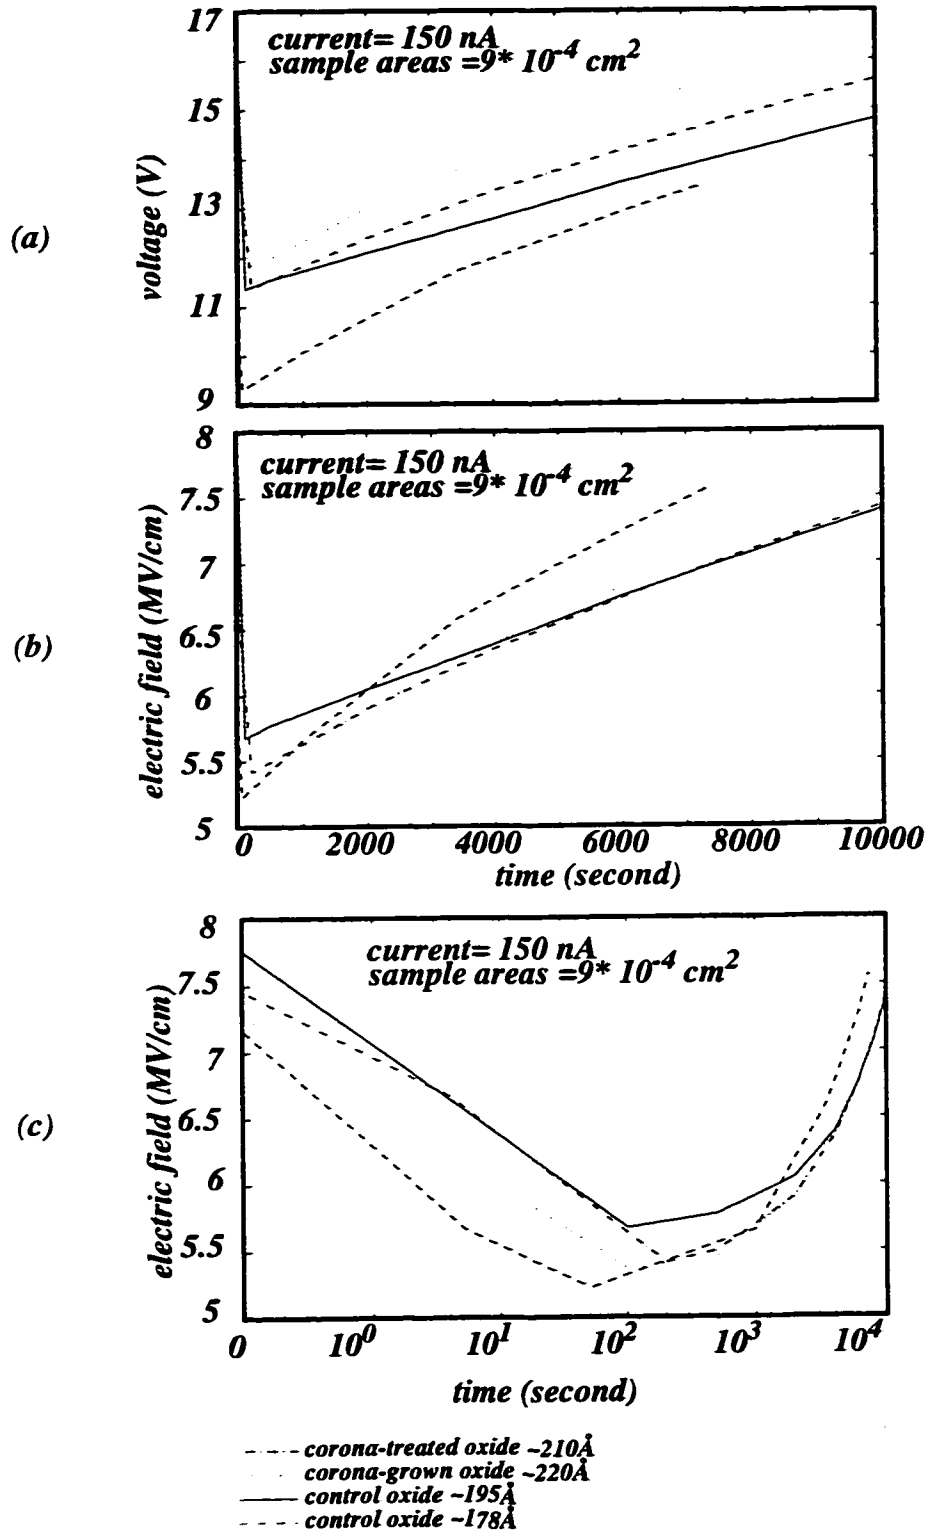 17
current= 150 nA
sample areas =9* 10⁻⁴ cm²
15
13
11
9
voltage (V)
(a)
8
current= 150 nA
sample areas =9* 10⁻⁴ cm²
7.5
7
6.5
6
5.5
5
electric field (MV/cm)
(b)
0 2000 4000 6000 8000 10000
time (second)
8
current= 150 nA
sample areas =9* 10⁻⁴ cm²
7.5
7
6.5
6
5.5
5
electric field (MV/cm)
(c)
0 10⁰ 10¹ 10² 10³ 10⁴
time (second)
corona-treated oxide ~210Å
corona-grown oxide ~220Å
control oxide ~195Å
control oxide ~178Å